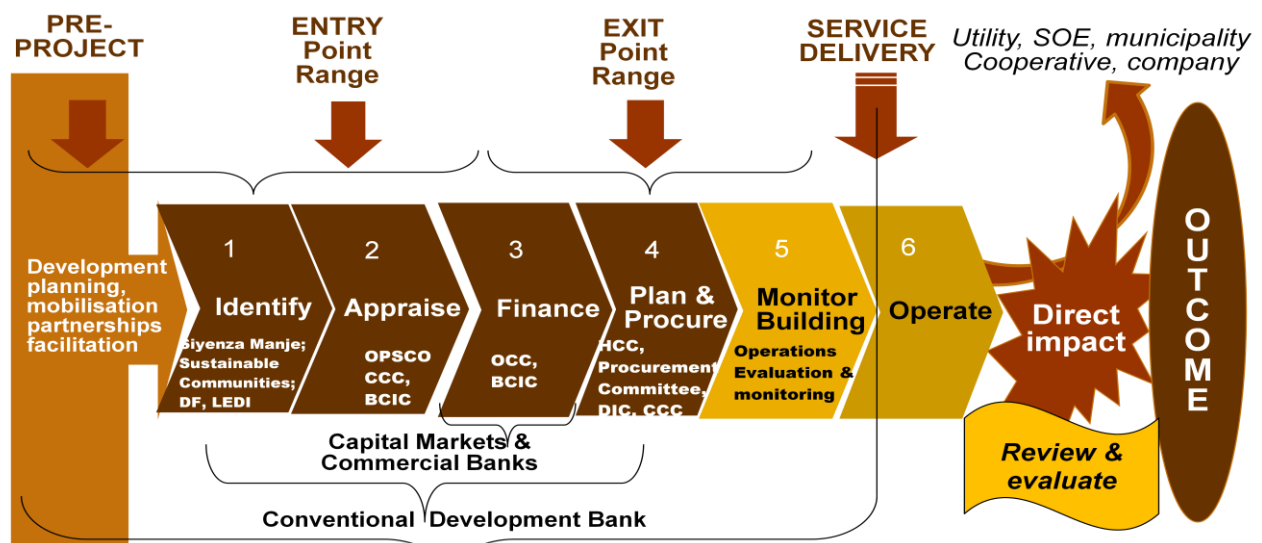 PRE-
PROJECT
ENTRY
Point
Range
EXIT
Point
Range
SERVICE
DELIVERY
Utility, SOE, municipality
Cooperative, company
Development
planning,
mobilisation
partnerships
facilitation
1
Identify
Siyenza Manje;
Sustainable
Communities;
DF, LEDI
2
Appraise
OPSCO
CCC,
BCIC
3
Finance
OCC,
BCIC
4
Plan &
Procure
HCC,
Procurement
Committee,
DIC, CCC
5
Monitor
Building
Operations
Evaluation &
monitoring
6
Operate
Direct
impact
OUTCOME
Review &
evaluate
Capital Markets &
Commercial Banks
Conventional Development Bank